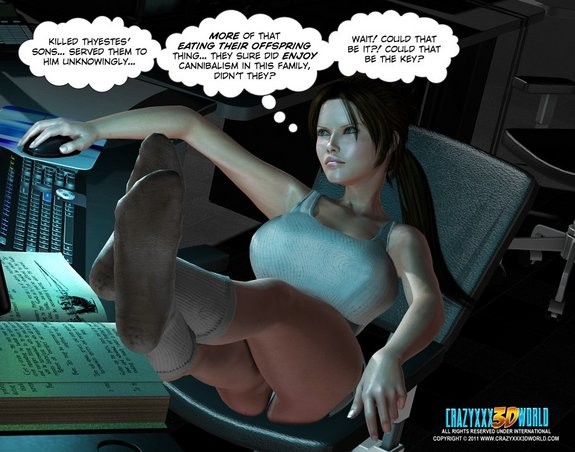 KILLED THYESTES'
SONS... SERVED THEM TO
HIM UNKNOWINGLY...
MORE OF THAT
EATING THEIR OFFSPRING
THING... THEY SURE DID ENJOY
CANNIBALISM IN THIS FAMILY,
DIDN'T THEY?
WAIT! COULD THAT
BE IT?! COULD THAT
BE THE KEY?
CRAZYXXX3DWORLD
ALL RIGHTS RESERVED UNDER INTERNATIONAL
COPYRIGHT © 2011 WWW.CRAZYXXX3DWORLD.COM